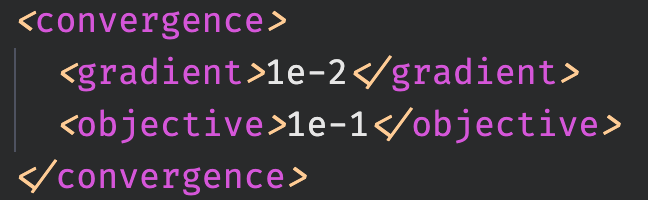 <convergence>
  <gradient>1e-2</gradient>
  <objective>1e-1</objective>
</convergence>